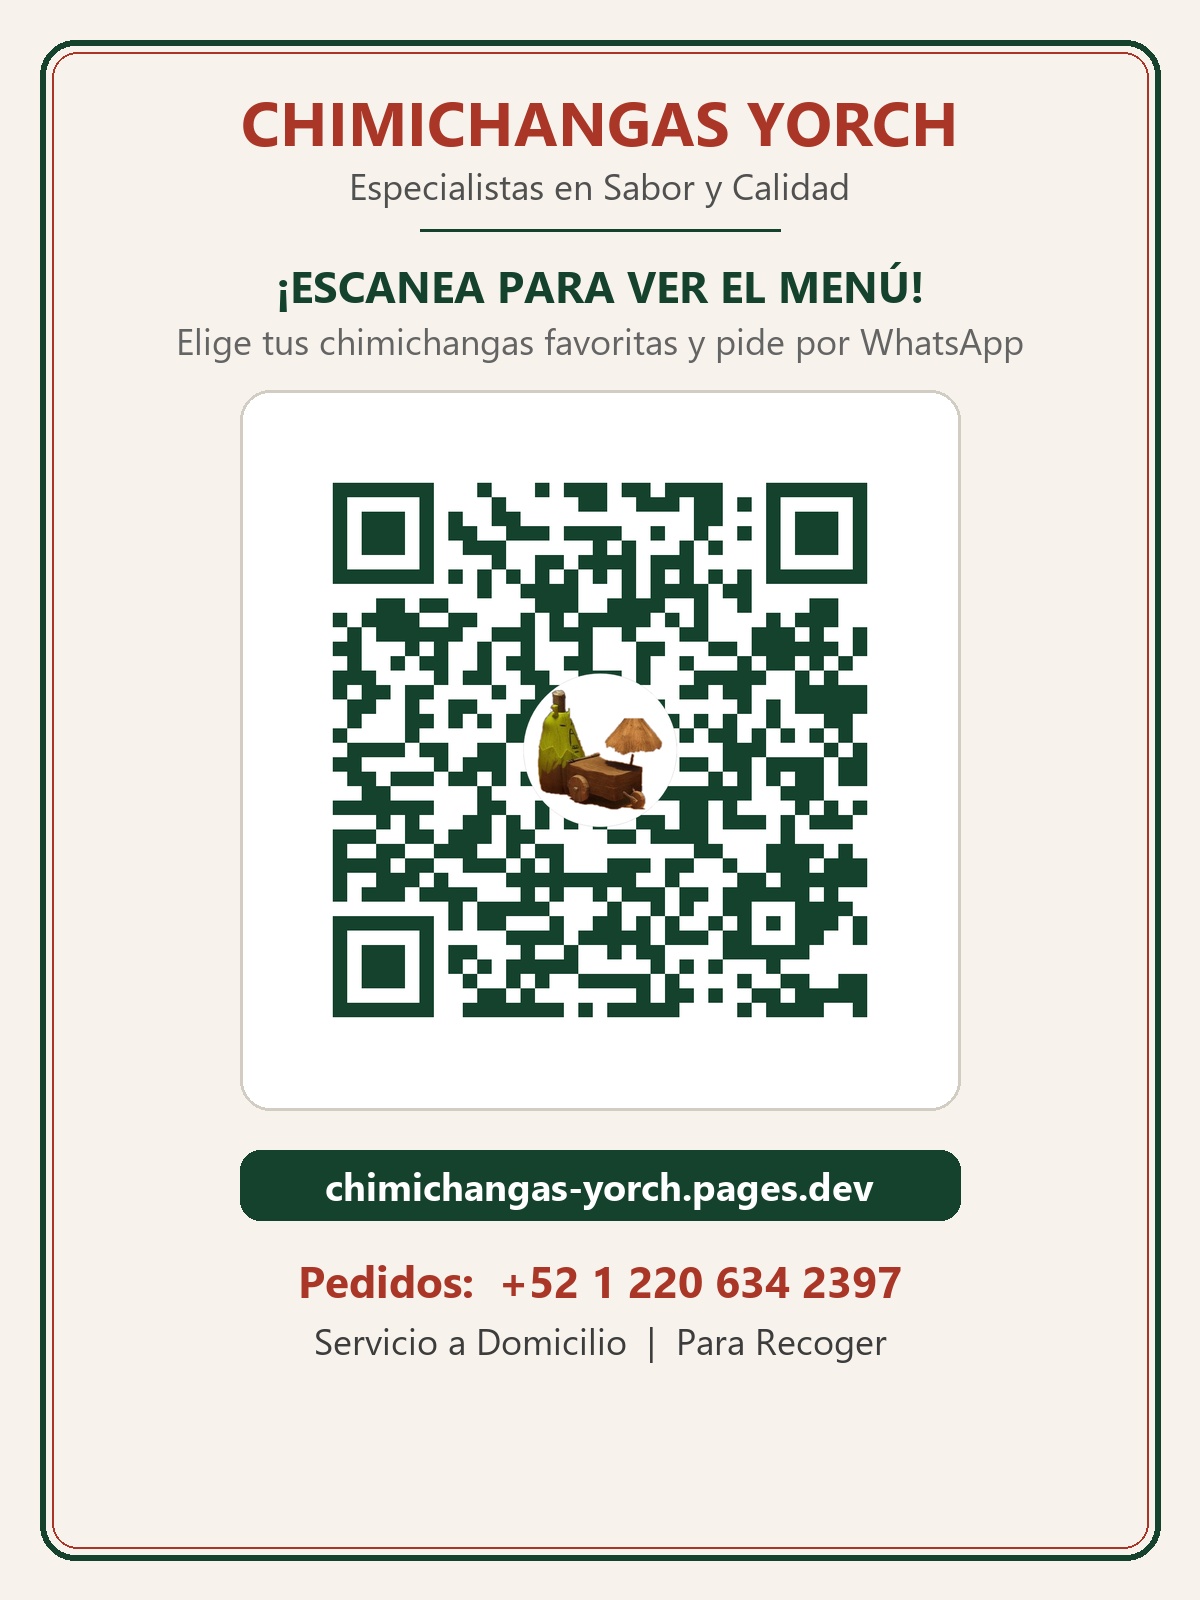 CHIMICHANGAS YORCH
Especialistas en Sabor y Calidad
¡ESCANEA PARA VER EL MENÚ!
Elige tus chimichangas favoritas y pide por WhatsApp
chimichangas-yorch.pages.dev
Pedidos: +52 1 220 634 2397
Servicio a Domicilio | Para Recoger